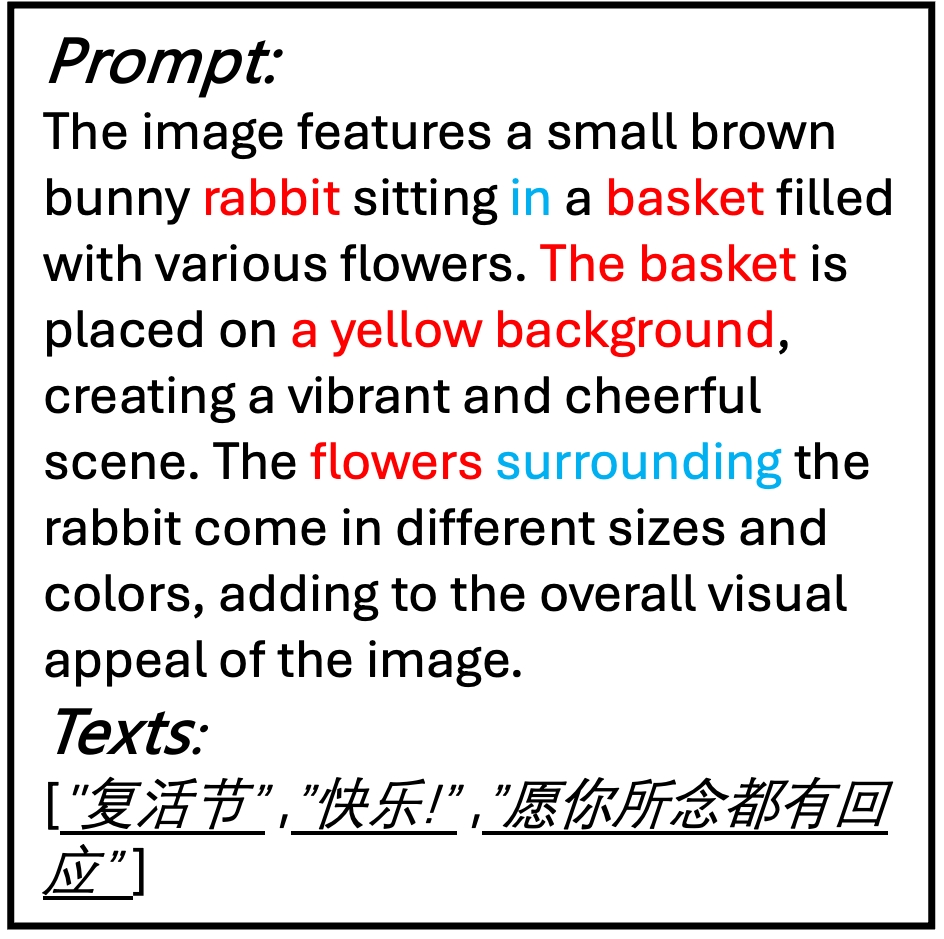 Prompt:
The image features a small brown
bunny rabbit sitting in a basket filled
with various flowers. The basket is
placed on a yellow background,
creating a vibrant and cheerful
scene. The flowers surrounding the
rabbit come in different sizes and
colors, adding to the overall visual
appeal of the image.
Texts:
["复活节” ,”快乐!” ,”愿你所念都有回
应”]